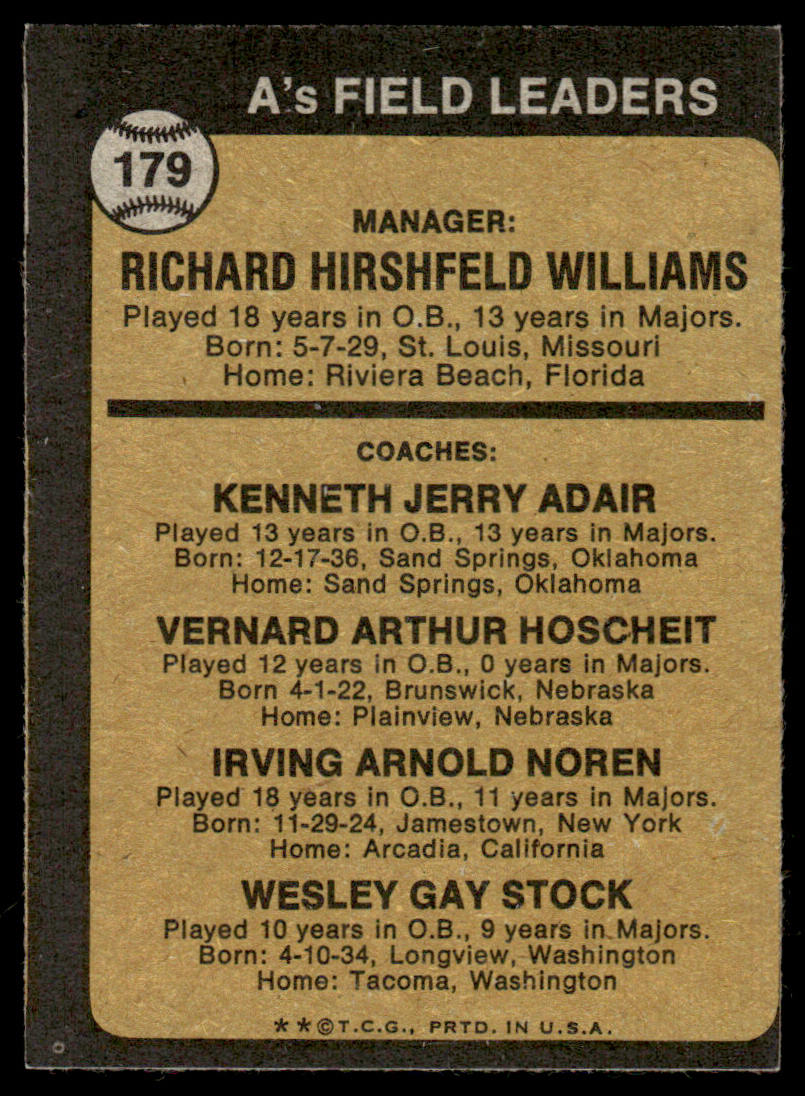 A's FIELD LEADERS
179
MANAGER:
RICHARD HIRSHFELD WILLIAMS
Played 18 years in O.B., 13 years in Majors.
Born: 5-7-29, St. Louis, Missouri
Home: Riviera Beach, Florida
COACHES:
KENNETH JERRY ADAIR
Played 13 years in O.B., 13 years in Majors.
Born: 12-17-36, Sand Springs, Oklahoma
Home: Sand Springs, Oklahoma
VERNARD ARTHUR HOSCHEIT
Played 12 years in O.B., 0 years in Majors.
Born 4-1-22, Brunswick, Nebraska
Home: Plainview, Nebraska
IRVING ARNOLD NOREN
Played 18 years in O.B., 11 years in Majors.
Born: 11-29-24, Jamestown, New York
Home: Arcadia, California
WESLEY GAY STOCK
Played 10 years in O.B., 9 years in Majors.
Born: 4-10-34, Longview, Washington
Home: Tacoma, Washington
* * © T.C.G., PRTD. IN U.S.A.